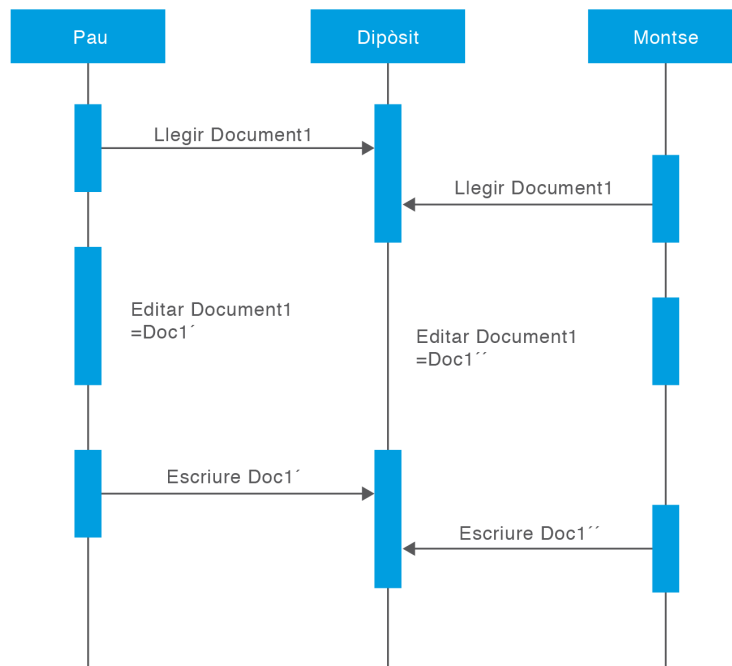 Pau
Dipòsit
Montse
Llegir Document1
Llegir Document1
Editar Document1
=Doc1´
Editar Document1
=Doc1´´
Escriure Doc1´
Escriure Doc1´´